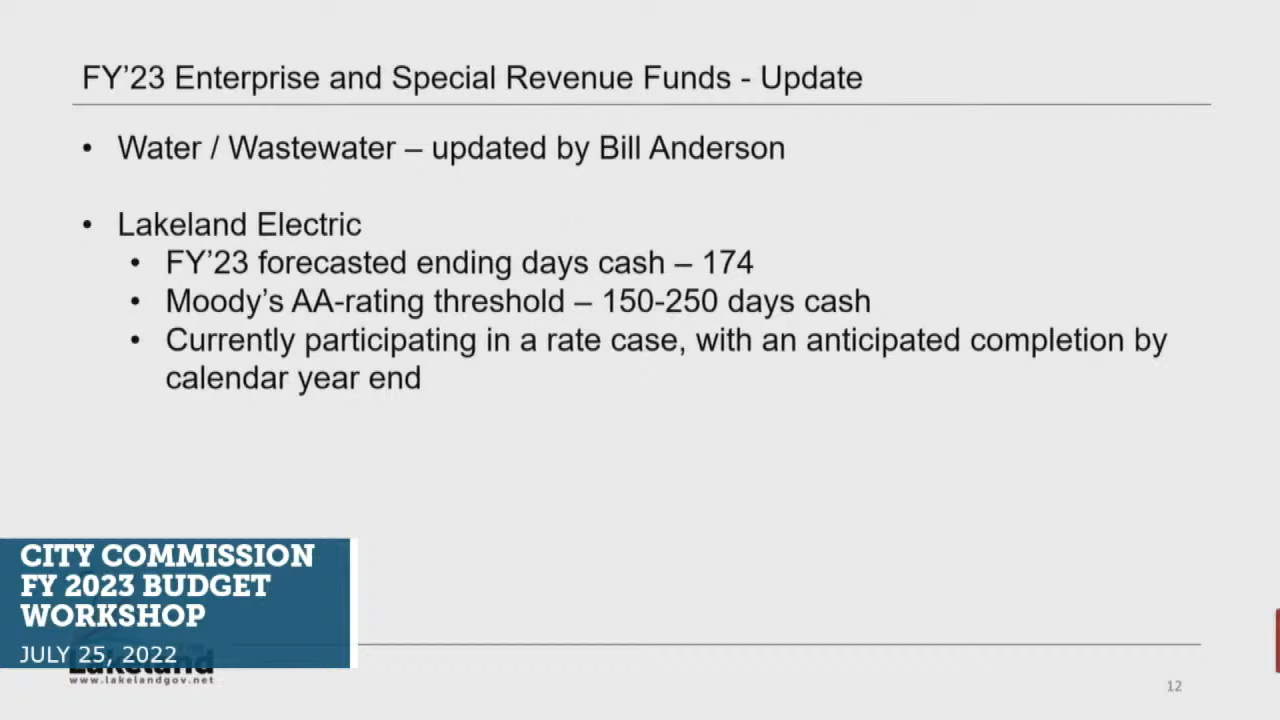 FY’23 Enterprise and Special Revenue Funds - Update
• Water / Wastewater – updated by Bill Anderson
• Lakeland Electric
• FY’23 forecasted ending days cash – 174
• Moody’s AA-rating threshold – 150-250 days cash
• Currently participating in a rate case, with an anticipated completion by
calendar year end
CITY COMMISSION
FY 2023 BUDGET
WORKSHOP
JULY 25, 2022
Lakeland
www.lakelandgov.net
12